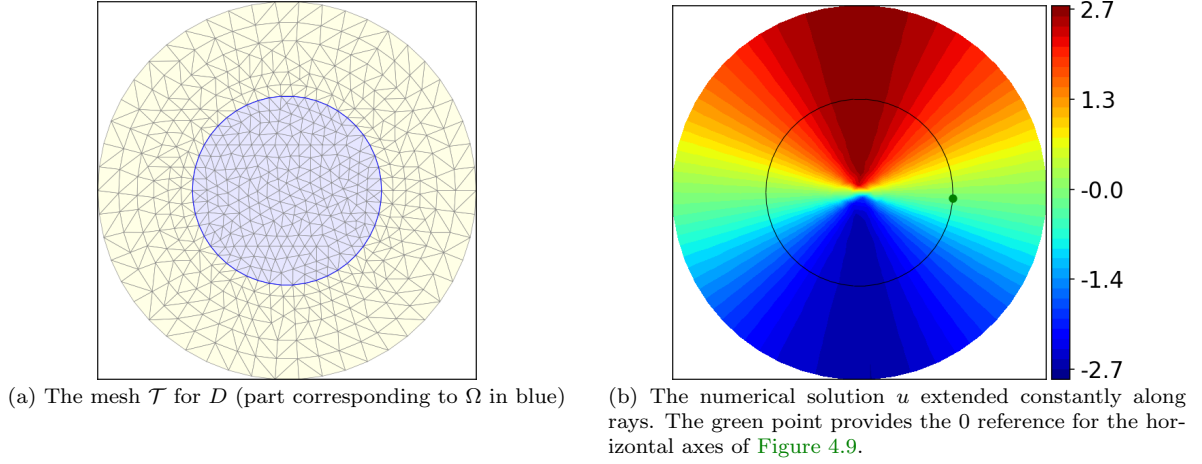 2.7
1.3
-0.0
-1.4
-2.7
(a) The mesh 𝒯 for D (part corresponding to Ω in blue)
(b) The numerical solution u extended constantly along
rays. The green point provides the 0 reference for the hor-
izontal axes of Figure 4.9.